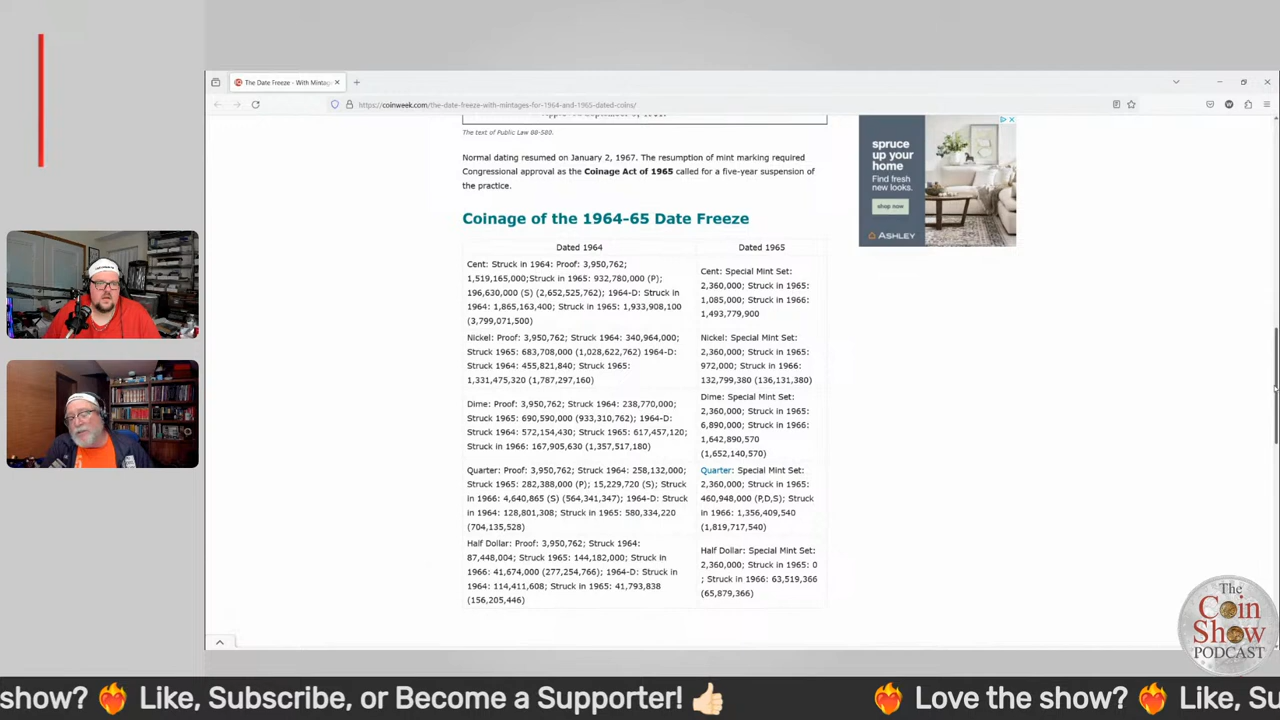 The Date Freeze - With Mintag
https://coinweek.com/the-date-freeze-with-mintages-for-1964-and-1965-dated-coins/
The text of Public Law 88-580.
Normal dating resumed on January 2, 1967. The resumption of mint marking required
Congressional approval as the Coinage Act of 1965 called for a five-year suspension of
the practice.
Coinage of the 1964-65 Date Freeze
Dated 1964
Cent: Struck in 1964: Proof: 3,950,762;
1,519,165,000;Struck in 1965: 932,780,000 (P);
196,630,000 (S) (2,652,525,762); 1964-D: Struck in
1964: 1,865,163,400; Struck in 1965: 1,933,908,100
(3,799,071,500)
Nickel: Proof: 3,950,762; Struck 1964: 340,964,000;
Struck 1965: 683,708,000 (1,028,622,762) 1964-D:
Struck 1964: 455,821,840; Struck in 1965:
1,331,475,320 (1,787,297,160)
Dime: Proof: 3,950,762; Struck in 1964: 238,770,000;
Struck 1965: 690,590,000 (933,310,762); 1964-D:
Struck 1964: 572,154,430; Struck in 1965: 617,457,120;
Struck in 1966: 167,905,630 (1,357,517,180)
Quarter: Proof: 3,950,762; Struck 1964: 258,132,000;
Struck 1965: 282,388,000 (P); 15,229,720 (S); Struck
in 1966: 4,640,865 (S) (564,341,347); 1964-D: Struck
in 1964: 128,801,308; Struck in 1965: 580,334,220
(704,135,528)
Half Dollar: Proof: 3,950,762; Struck 1964:
87,448,004; Struck 1965: 144,182,000; Struck in
1966: 41,674,000 (277,254,766); 1964-D: Struck in
1964: 114,411,608; Struck in 1965: 41,793,838
(156,205,446)
Dated 1965
Cent: Special Mint Set:
2,360,000; Struck in 1965:
1,085,000; Struck in 1966:
1,493,779,900
Nickel: Special Mint Set:
2,360,000; Struck in 1965:
972,000; Struck in 1966:
132,799,380 (136,131,380)
Dime: Special Mint Set:
2,360,000; Struck in 1965:
6,890,000; Struck in 1966:
1,642,890,570
(1,652,140,570)
Quarter: Special Mint Set:
2,360,000; Struck in 1965:
460,948,000 (P,D,S); Struck
in 1966: 1,356,409,540
(1,819,717,540)
Half Dollar: Special Mint Set:
2,360,000; Struck in 1965: 0
; Struck in 1966: 63,519,366
(65,879,366)
spruce
up your
home
Find fresh
new looks.
shop now
ASHLEY
The
Coin
Show
PODCAST
show? ❤️‍🔥 Like, Subscribe, or Become a Supporter! 👍🏻 ❤️‍🔥 Love the show? ❤️‍🔥 Like, Su